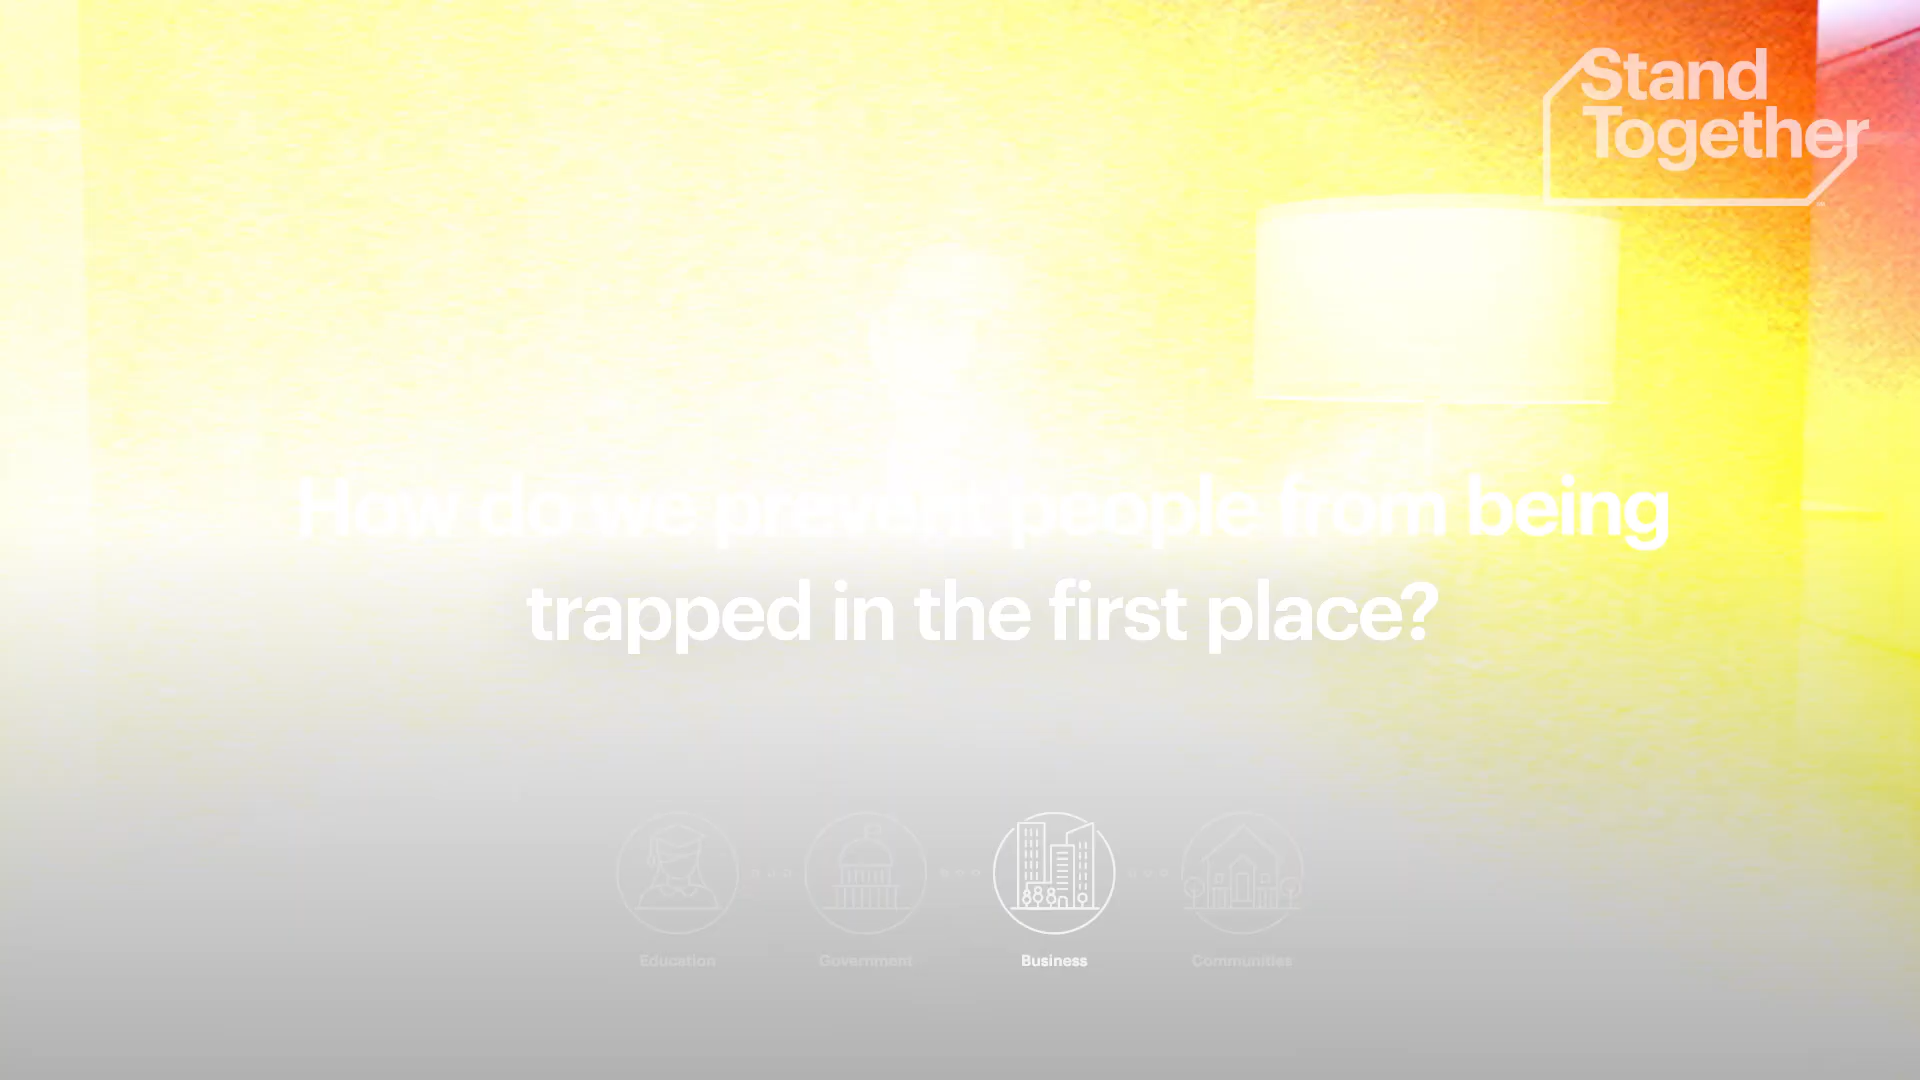 Stand
Together
How do we prevent people from being
trapped in the first place?
Education
Government
Business
Communities